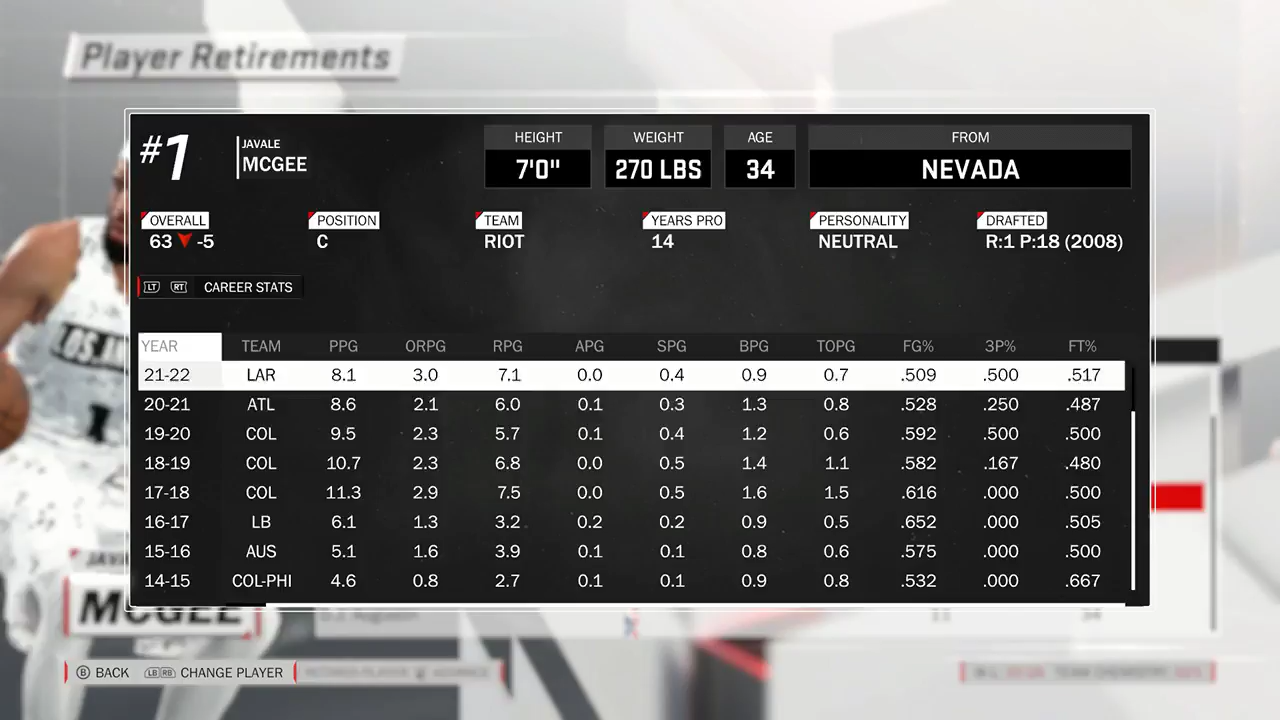 Player Retirements
#1 JAVALE MCGEE
HEIGHT WEIGHT AGE FROM
7'0" 270 LBS 34 NEVADA
OVERALL POSITION TEAM YEARS PRO PERSONALITY DRAFTED
63 -5 C RIOT 14 NEUTRAL R:1 P:18 (2008)
LT RT CAREER STATS
YEAR TEAM PPG ORPG RPG APG SPG BPG TOPG FG% 3P% FT%
21-22 LAR 8.1 3.0 7.1 0.0 0.4 0.9 0.7 .509 .500 .517
20-21 ATL 8.6 2.1 6.0 0.1 0.3 1.3 0.8 .528 .250 .487
19-20 COL 9.5 2.3 5.7 0.1 0.4 1.2 0.6 .592 .500 .500
18-19 COL 10.7 2.3 6.8 0.0 0.5 1.4 1.1 .582 .167 .480
17-18 COL 11.3 2.9 7.5 0.0 0.5 1.6 1.5 .616 .000 .500
16-17 LB 6.1 1.3 3.2 0.2 0.2 0.9 0.5 .652 .000 .505
15-16 AUS 5.1 1.6 3.9 0.1 0.1 0.8 0.6 .575 .000 .500
14-15 COL-PHI 4.6 0.8 2.7 0.1 0.1 0.9 0.8 .532 .000 .667
MCGEE
B BACK LB RB CHANGE PLAYER